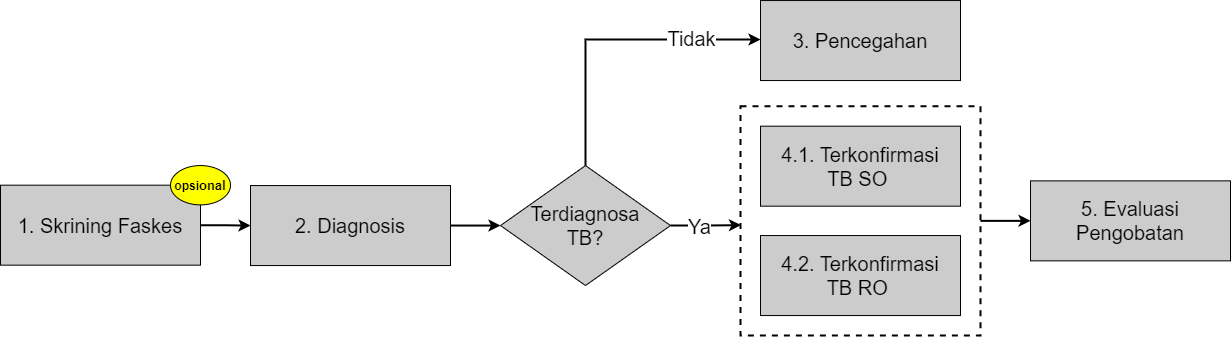 opsional
1. Skrining Faskes
2. Diagnosis
Terdiagnosa
TB?
Tidak
3. Pencegahan
Ya
4.1. Terkonfirmasi
TB SO
4.2. Terkonfirmasi
TB RO
5. Evaluasi
Pengobatan